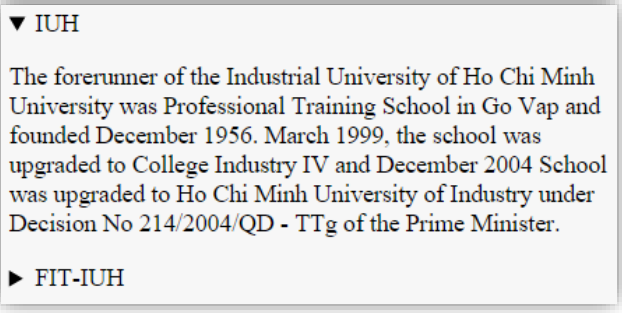 ▼ IUH
The forerunner of the Industrial University of Ho Chi Minh
University was Professional Training School in Go Vap and
founded December 1956. March 1999, the school was
upgraded to College Industry IV and December 2004 School
was upgraded to Ho Chi Minh University of Industry under
Decision No 214/2004/QD - TTg of the Prime Minister.
► FIT-IUH